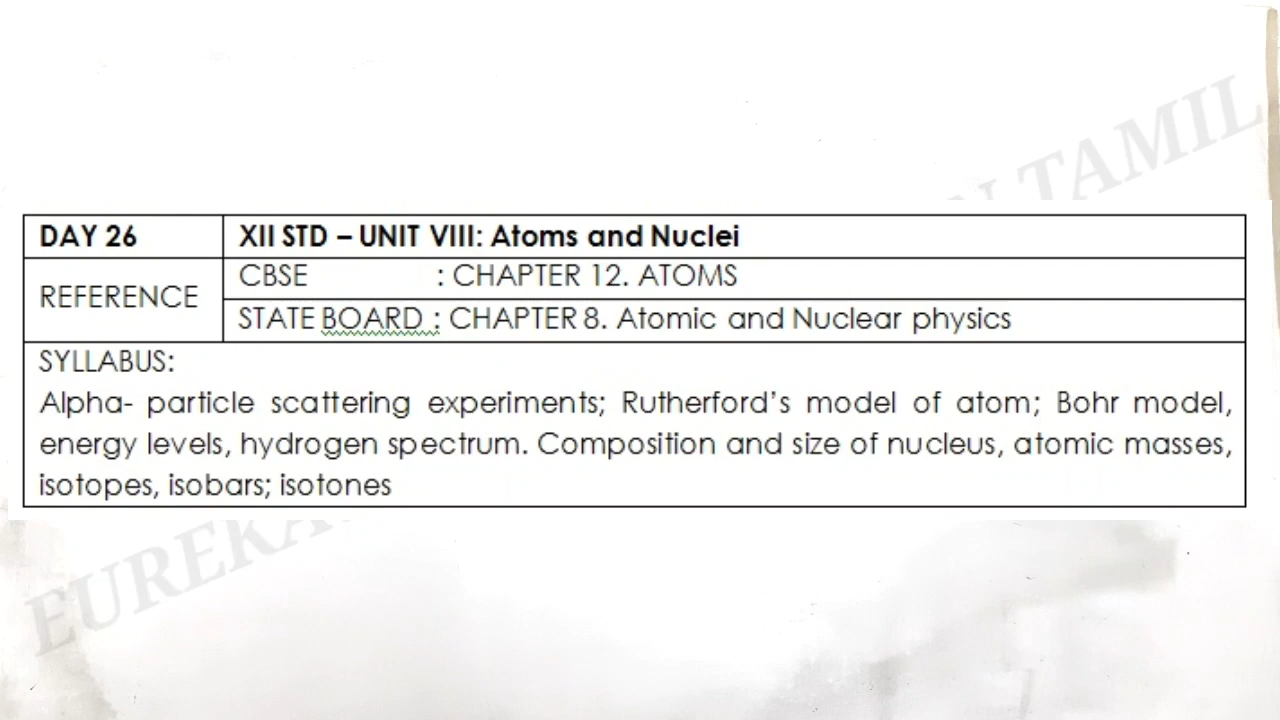 N TAMIL
DAY 26
XII STD – UNIT VIII: Atoms and Nuclei
REFERENCE
CBSE : CHAPTER 12. ATOMS
STATE BOARD : CHAPTER 8. Atomic and Nuclear physics
SYLLABUS:
Alpha- particle scattering experiments; Rutherford’s model of atom; Bohr model,
energy levels, hydrogen spectrum. Composition and size of nucleus, atomic masses,
isotopes, isobars; isotones
EUREKA